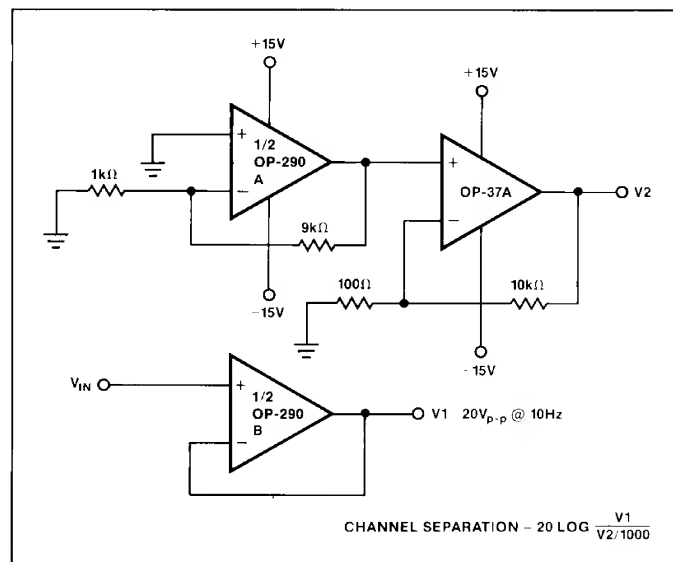 +15V
+15V
+
1/2
OP-290
A
−
1kΩ
9kΩ
−15V
+
OP-37A
−
V2
100Ω
10kΩ
-15V
VIN
+
1/2
OP-290
B
−
V1 20Vp-p @ 10Hz
CHANNEL SEPARATION – 20 LOG V1
V2/1000